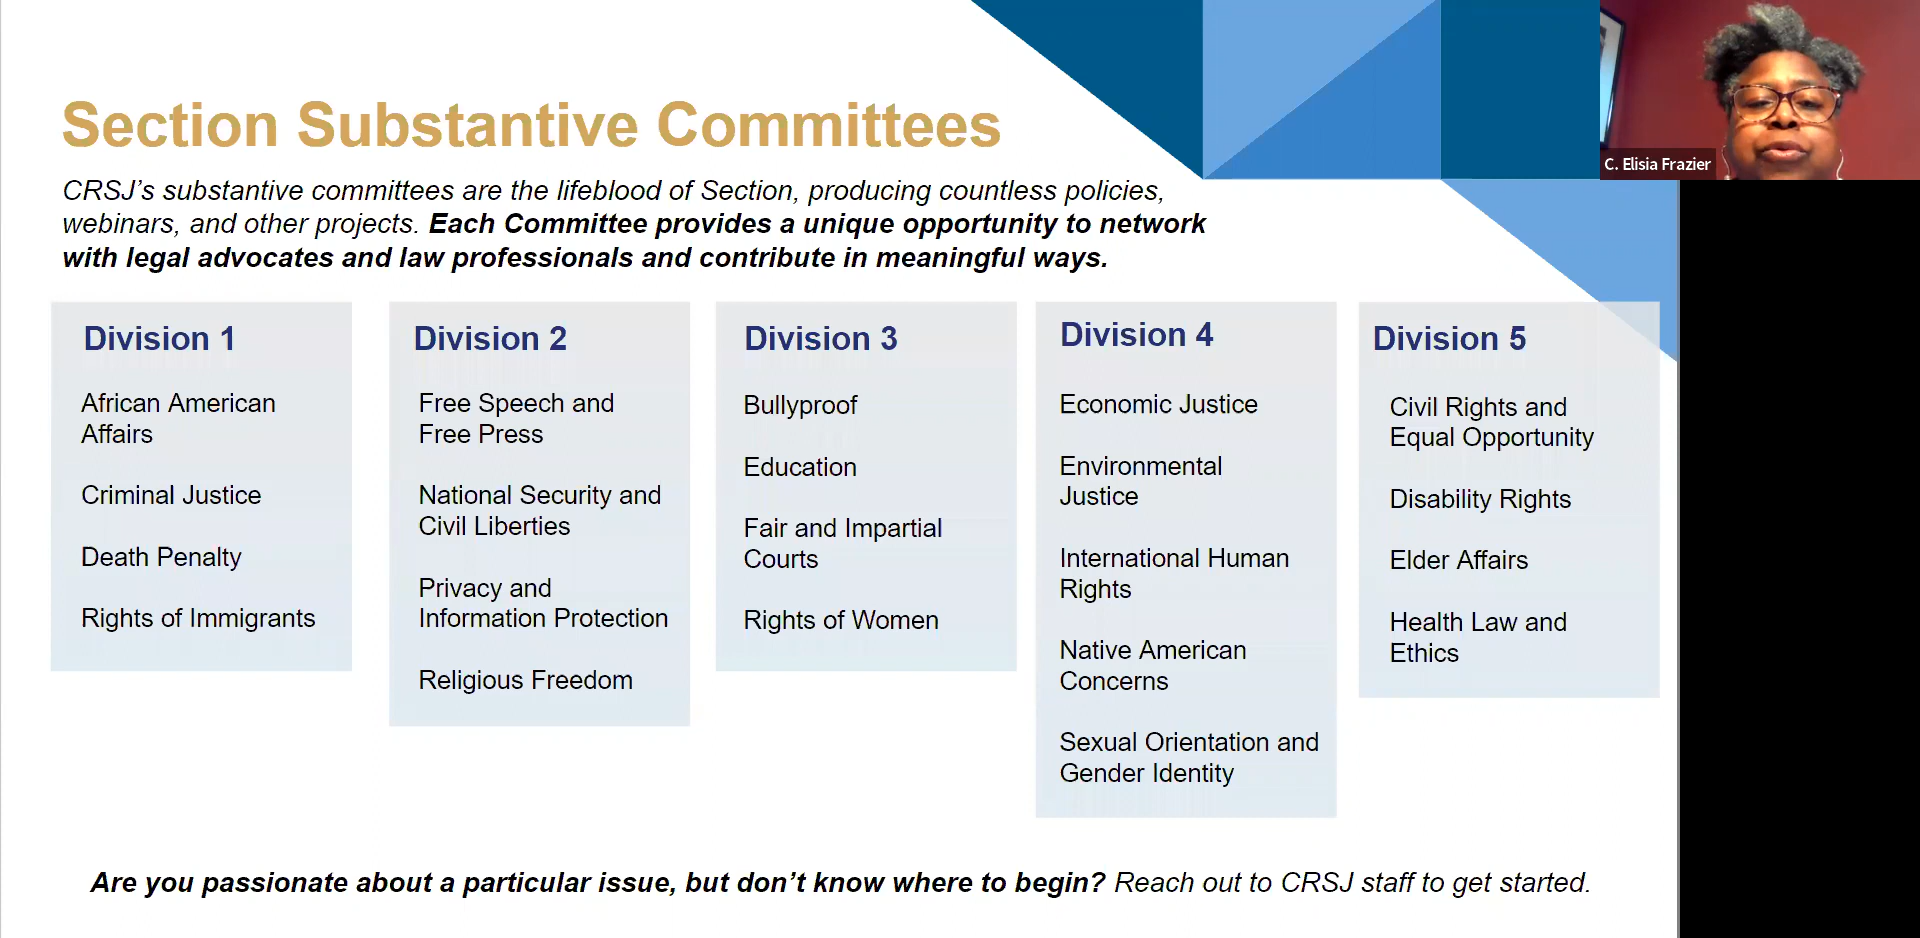 Section Substantive Committees
C. Elisia Frazier
CRSJ’s substantive committees are the lifeblood of Section, producing countless policies,
webinars, and other projects. Each Committee provides a unique opportunity to network
with legal advocates and law professionals and contribute in meaningful ways.
Division 1
African American
Affairs
Criminal Justice
Death Penalty
Rights of Immigrants
Division 2
Free Speech and
Free Press
National Security and
Civil Liberties
Privacy and
Information Protection
Religious Freedom
Division 3
Bullyproof
Education
Fair and Impartial
Courts
Rights of Women
Division 4
Economic Justice
Environmental
Justice
International Human
Rights
Native American
Concerns
Sexual Orientation and
Gender Identity
Division 5
Civil Rights and
Equal Opportunity
Disability Rights
Elder Affairs
Health Law and
Ethics
Are you passionate about a particular issue, but don’t know where to begin? Reach out to CRSJ staff to get started.